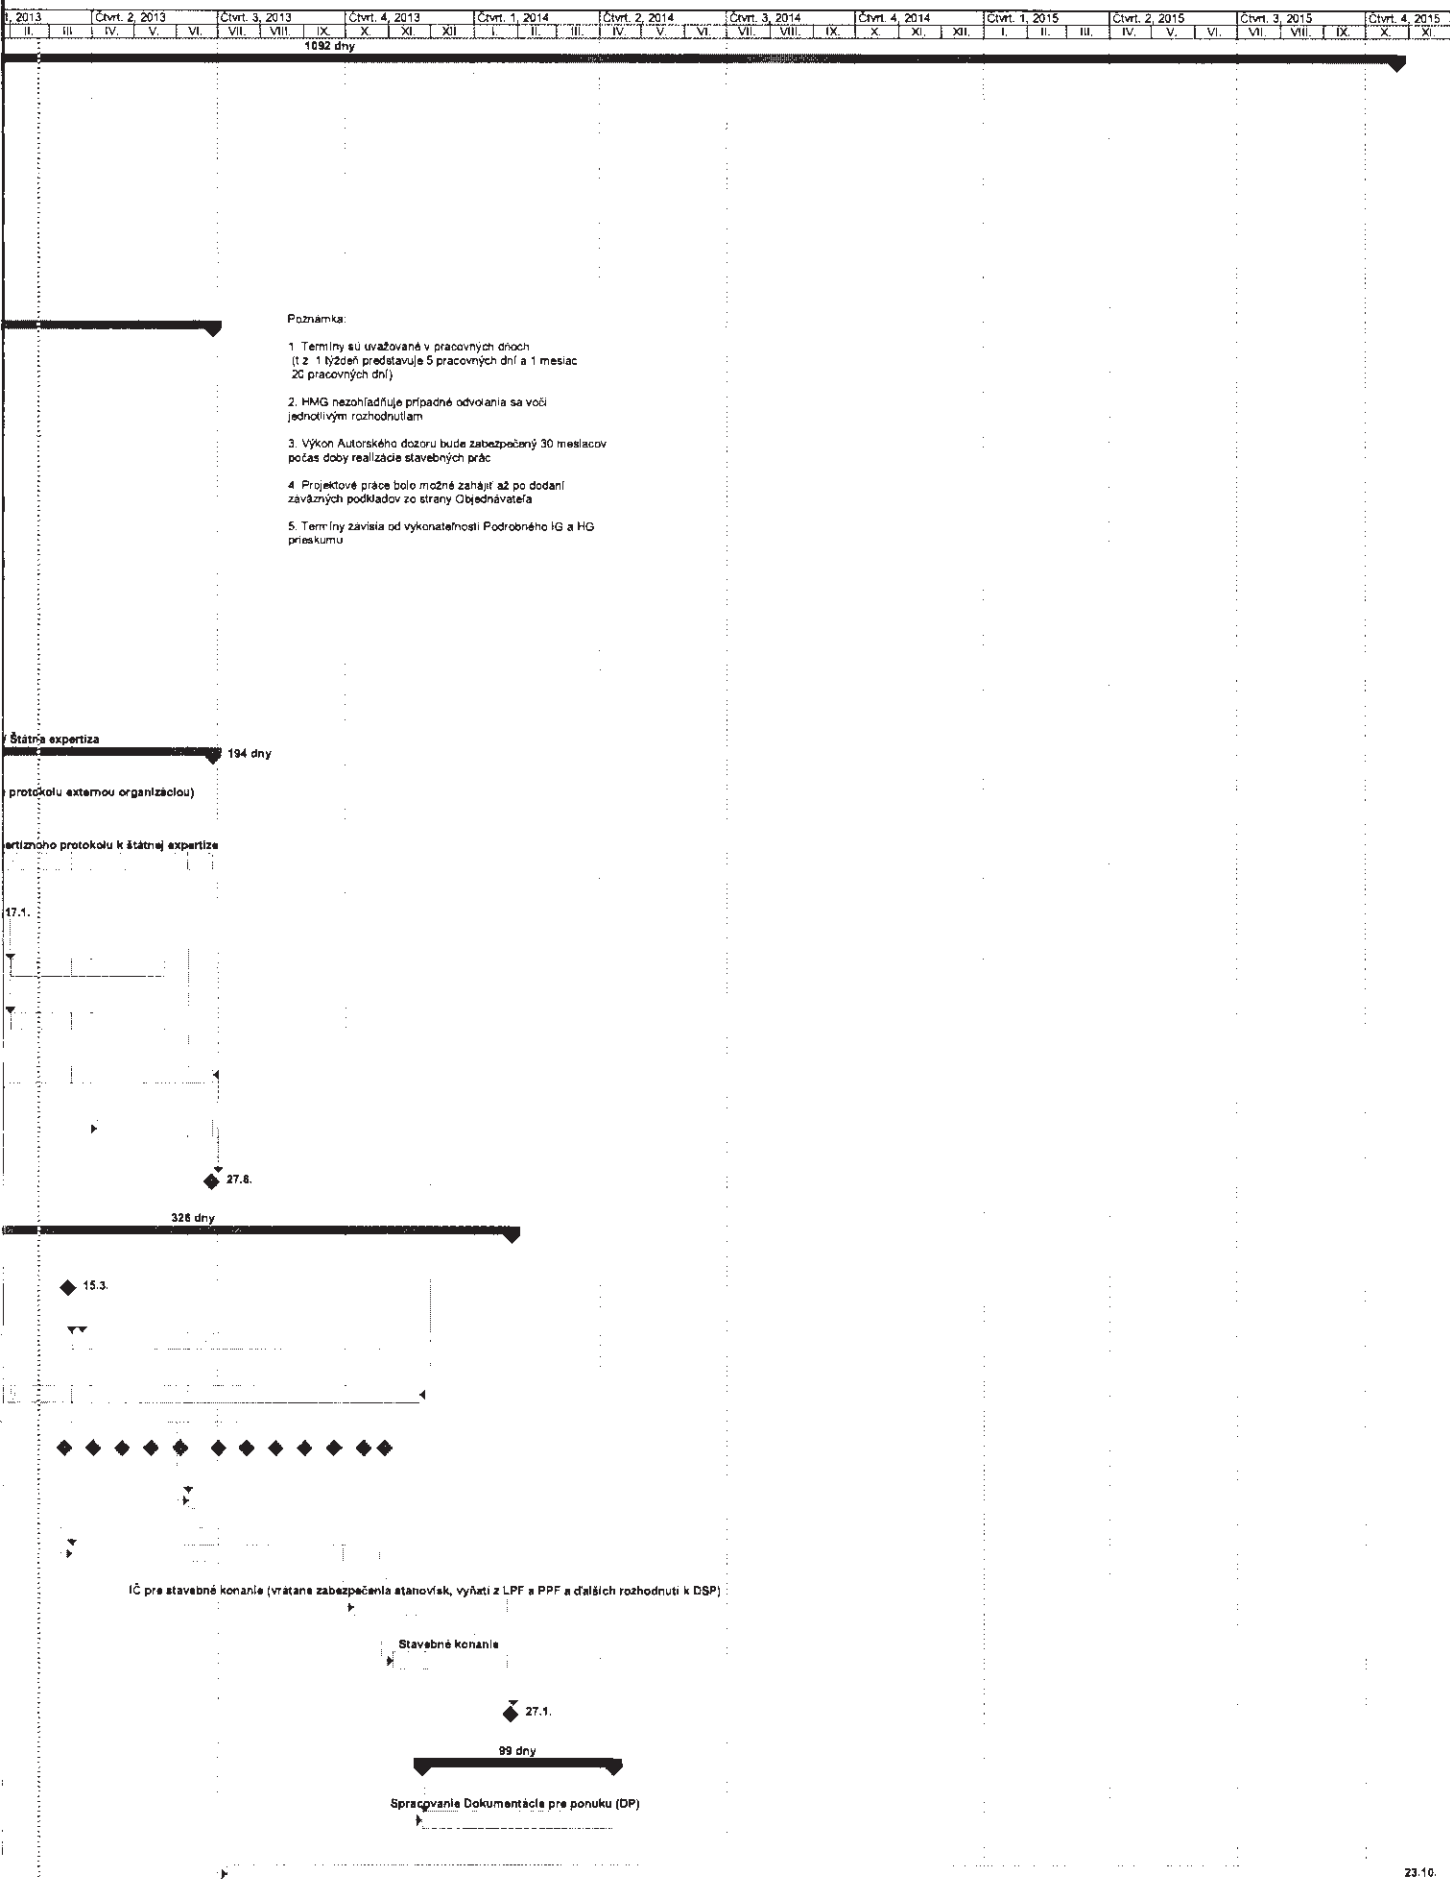 1, 2013 Čtvrt. 2, 2013 Čtvrt. 3, 2013 Čtvrt. 4, 2013 Čtvrt. 1, 2014 Čtvrt. 2, 2014 Čtvrt. 3, 2014 Čtvrt. 4, 2014 Čtvrt. 1, 2015 Čtvrt. 2, 2015 Čtvrt. 3, 2015 Čtvrt. 4, 2015
II. III IV. V. VI. VII. VIII. IX. X. XI. XII I. II. III. IV. V. VI. VII. VIII. IX. X. XI. XII. I. II. III. IV. V. VI. VII. VIII. IX. X. XI.
1092 dny
Poznámka:
1 Termíny sú uvažované v pracovných dňoch
(t z 1 týždeň predstavuje 5 pracovných dní a 1 mesiac
20 pracovných dní)
2. HMG nezohľadňuje prípadné odvolania sa voči
jednotlivým rozhodnutiam
3. Výkon Autorského dozoru bude zabezpečený 30 mesiacov
počas doby realizácie stavebných prác
4 Projektové práce bolo možné zahájiť až po dodaní
záväzných podkladov zo strany Objednávateľa
5. Termíny závisia od vykonateľnosti Podrobného IG a HG
prieskumu
/ Štátna expertíza
194 dny
protokolu externou organizáciou)
ertízneho protokolu k štátnej expertíze
17.1.
27.6.
326 dny
15.3.
IČ pre stavebné konanie (vrátane zabezpečenia stanovísk, vyňatí z LPF a PPF a ďalších rozhodnutí k DSP)
Stavebné konanie
27.1.
99 dny
Spracovanie Dokumentácie pre ponuku (DP)
23.10.